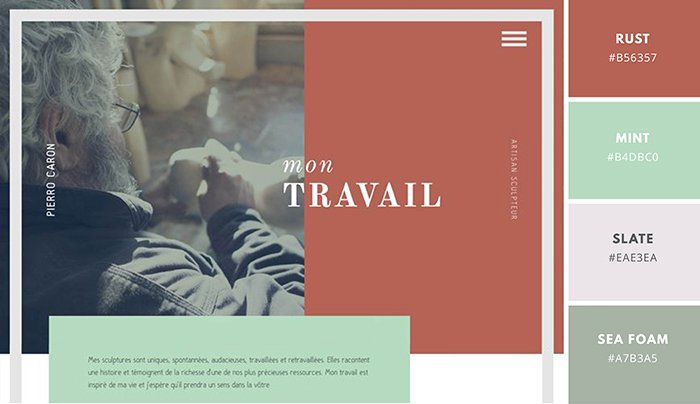 PIERRO CARON
mon
TRAVAIL
ARTISAN SCULPTEUR
Mes sculptures sont uniques, spontannées, audacieuses, travaillées et retravaillées. Elles racontent
une histoire et témoignent de la richesse d'une de nos plus précieuses ressources. Mon travail est
inspiré de ma vie et j'espère qu'il prendra un sens dans la vôtre
RUST
#B56357
MINT
#B4DBC0
SLATE
#EAE3EA
SEA FOAM
#A7B3A5